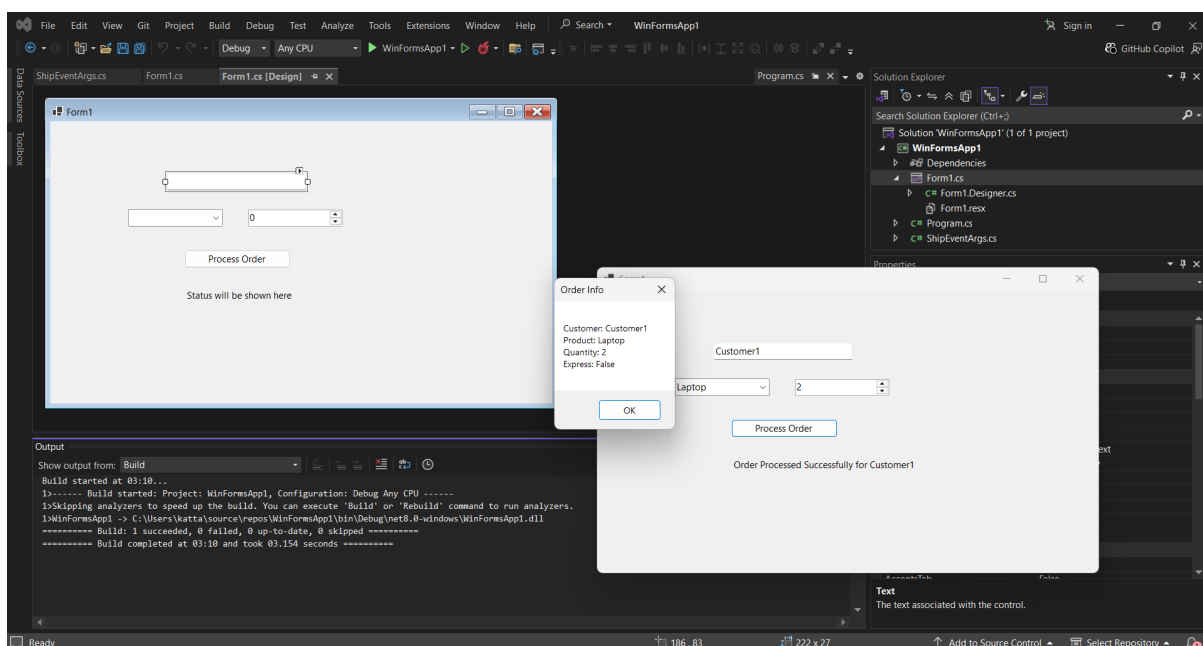 File Edit View Git Project Build Debug Test Analyze Tools Extensions Window Help Search WinFormsApp1 Sign in
Debug Any CPU WinFormsApp1 GitHub Copilot
Data Sources
Toolbox
ShipEventArgs.cs Form1.cs Form1.cs [Design] Program.cs
Form1
0
Process Order
Status will be shown here
Solution Explorer
Search Solution Explorer (Ctrl+;)
Solution 'WinFormsApp1' (1 of 1 project)
WinFormsApp1
Dependencies
Form1.cs
C# Form1.Designer.cs
Form1.resx
C# Program.cs
C# ShipEventArgs.cs
Properties
Order Info
Customer: Customer1
Product: Laptop
Quantity: 2
Express: False
OK
Customer1
Laptop 2
Process Order
Order Processed Successfully for Customer1
Output
Show output from: Build
Build started at 03:10...
1>------ Build started: Project: WinFormsApp1, Configuration: Debug Any CPU ------
1>Skipping analyzers to speed up the build. You can execute 'Build' or 'Rebuild' command to run analyzers.
1>WinFormsApp1 -> C:\Users\katta\source\repos\WinFormsApp1\bin\Debug\net8.0-windows\WinFormsApp1.dll
========== Build: 1 succeeded, 0 failed, 0 up-to-date, 0 skipped ==========
========== Build completed at 03:10 and took 03.154 seconds ==========
Text
The text associated with the control.
Ready 186 , 83 222 x 27 Add to Source Control Select Repository